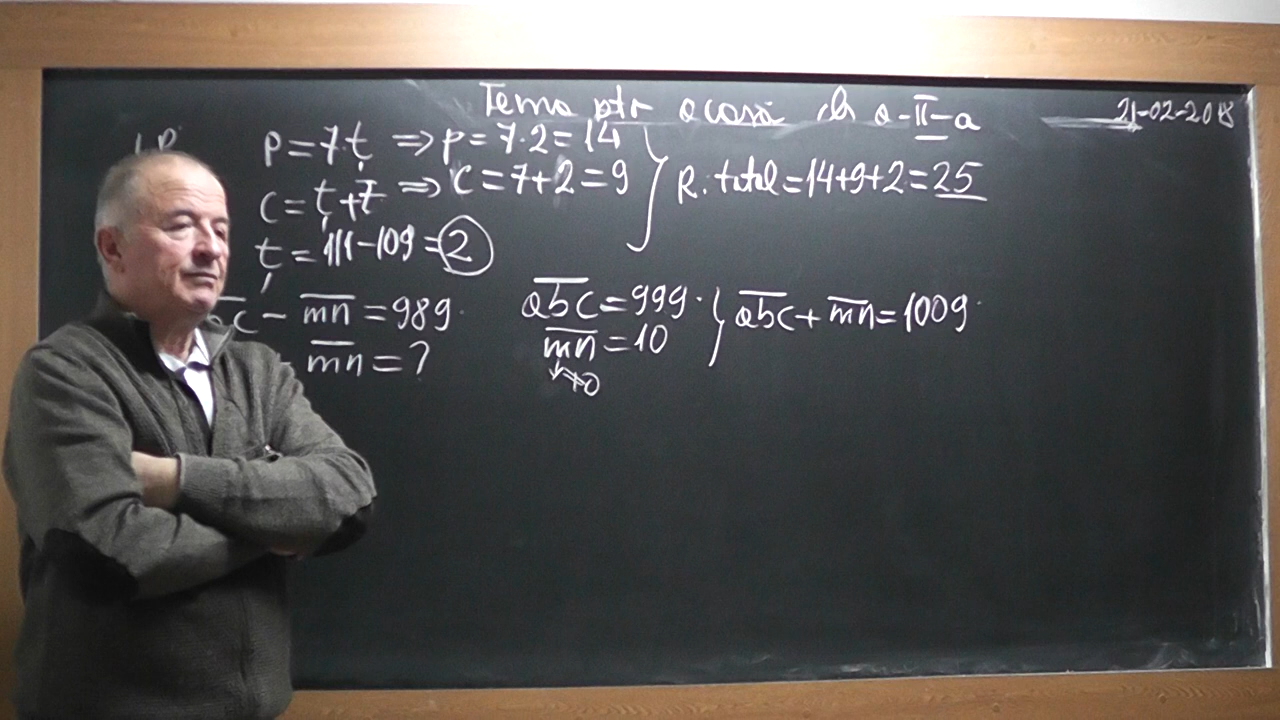 Tema ptr acasă cls a-II-a
21-02-2018
P=7·ț ⇒ p=7·2=14
C=ț+7 ⇒ C=7+2=9
R. total=14+9+2=25
ț=111-109=2
c - mn=989
abc=999
abc+mn=1009
- mn=?
mn=10
≠0